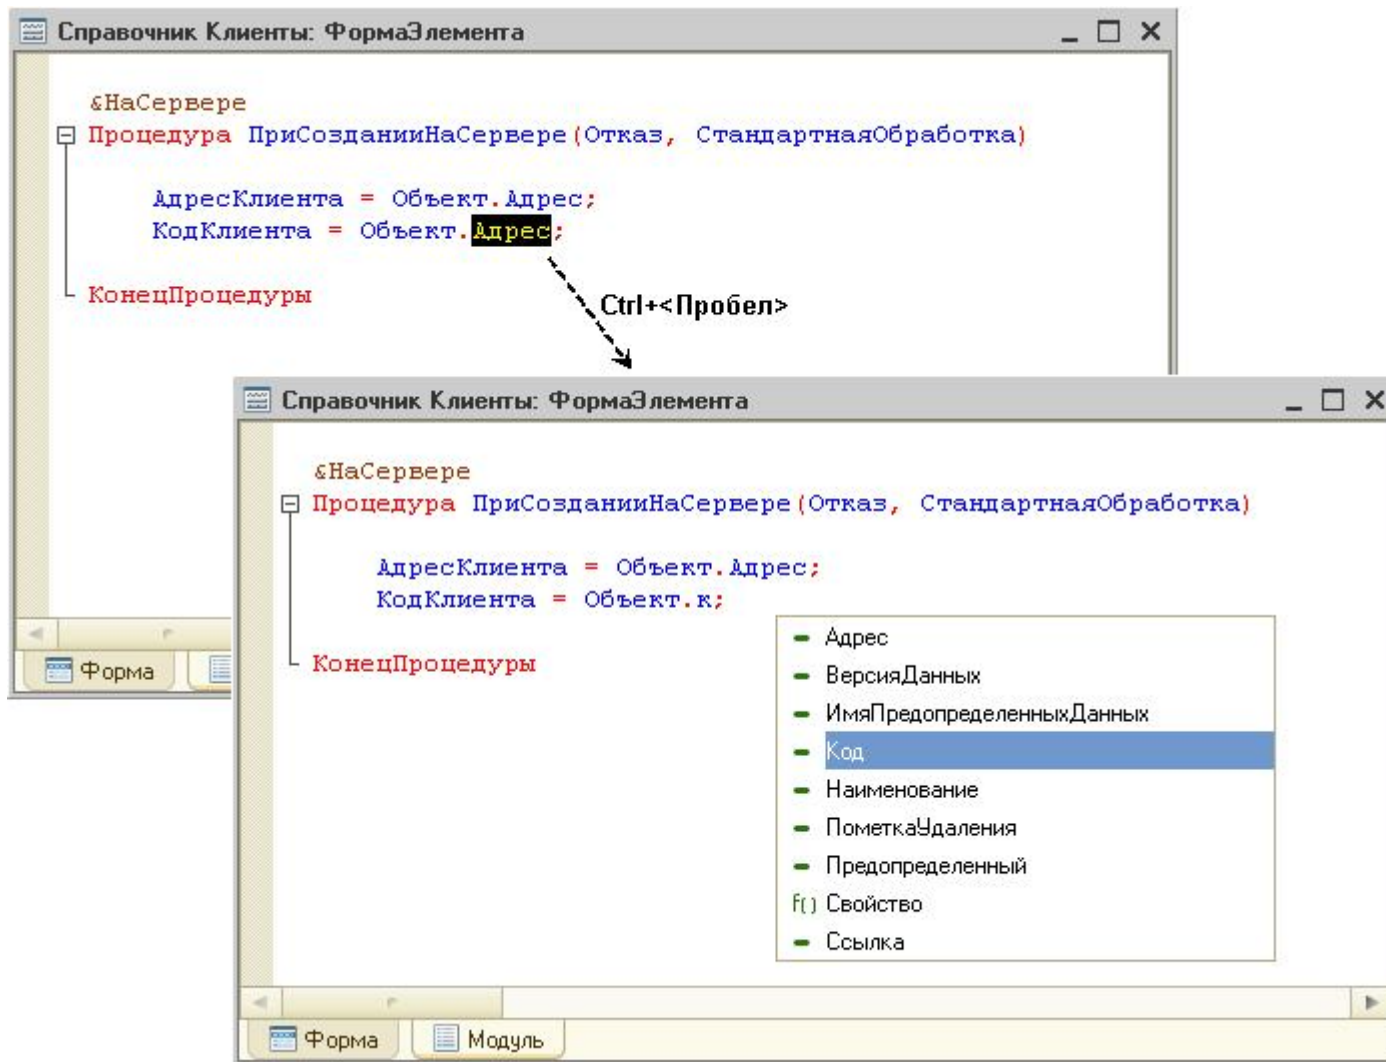 Справочник Клиенты: ФормаЭлемента
&НаСервере
Процедура ПриСозданииНаСервере(Отказ, СтандартнаяОбработка)
АдресКлиента = Объект.Адрес;
КодКлиента = Объект.Адрес;
КонецПроцедуры
Ctrl+<Пробел>
Форма
Справочник Клиенты: ФормаЭлемента
&НаСервере
Процедура ПриСозданииНаСервере(Отказ, СтандартнаяОбработка)
АдресКлиента = Объект.Адрес;
КодКлиента = Объект.к;
КонецПроцедуры
Адрес
ВерсияДанных
ИмяПредопределенныхДанных
Код
Наименование
ПометкаУдаления
Предопределенный
f() Свойство
Ссылка
Форма Модуль